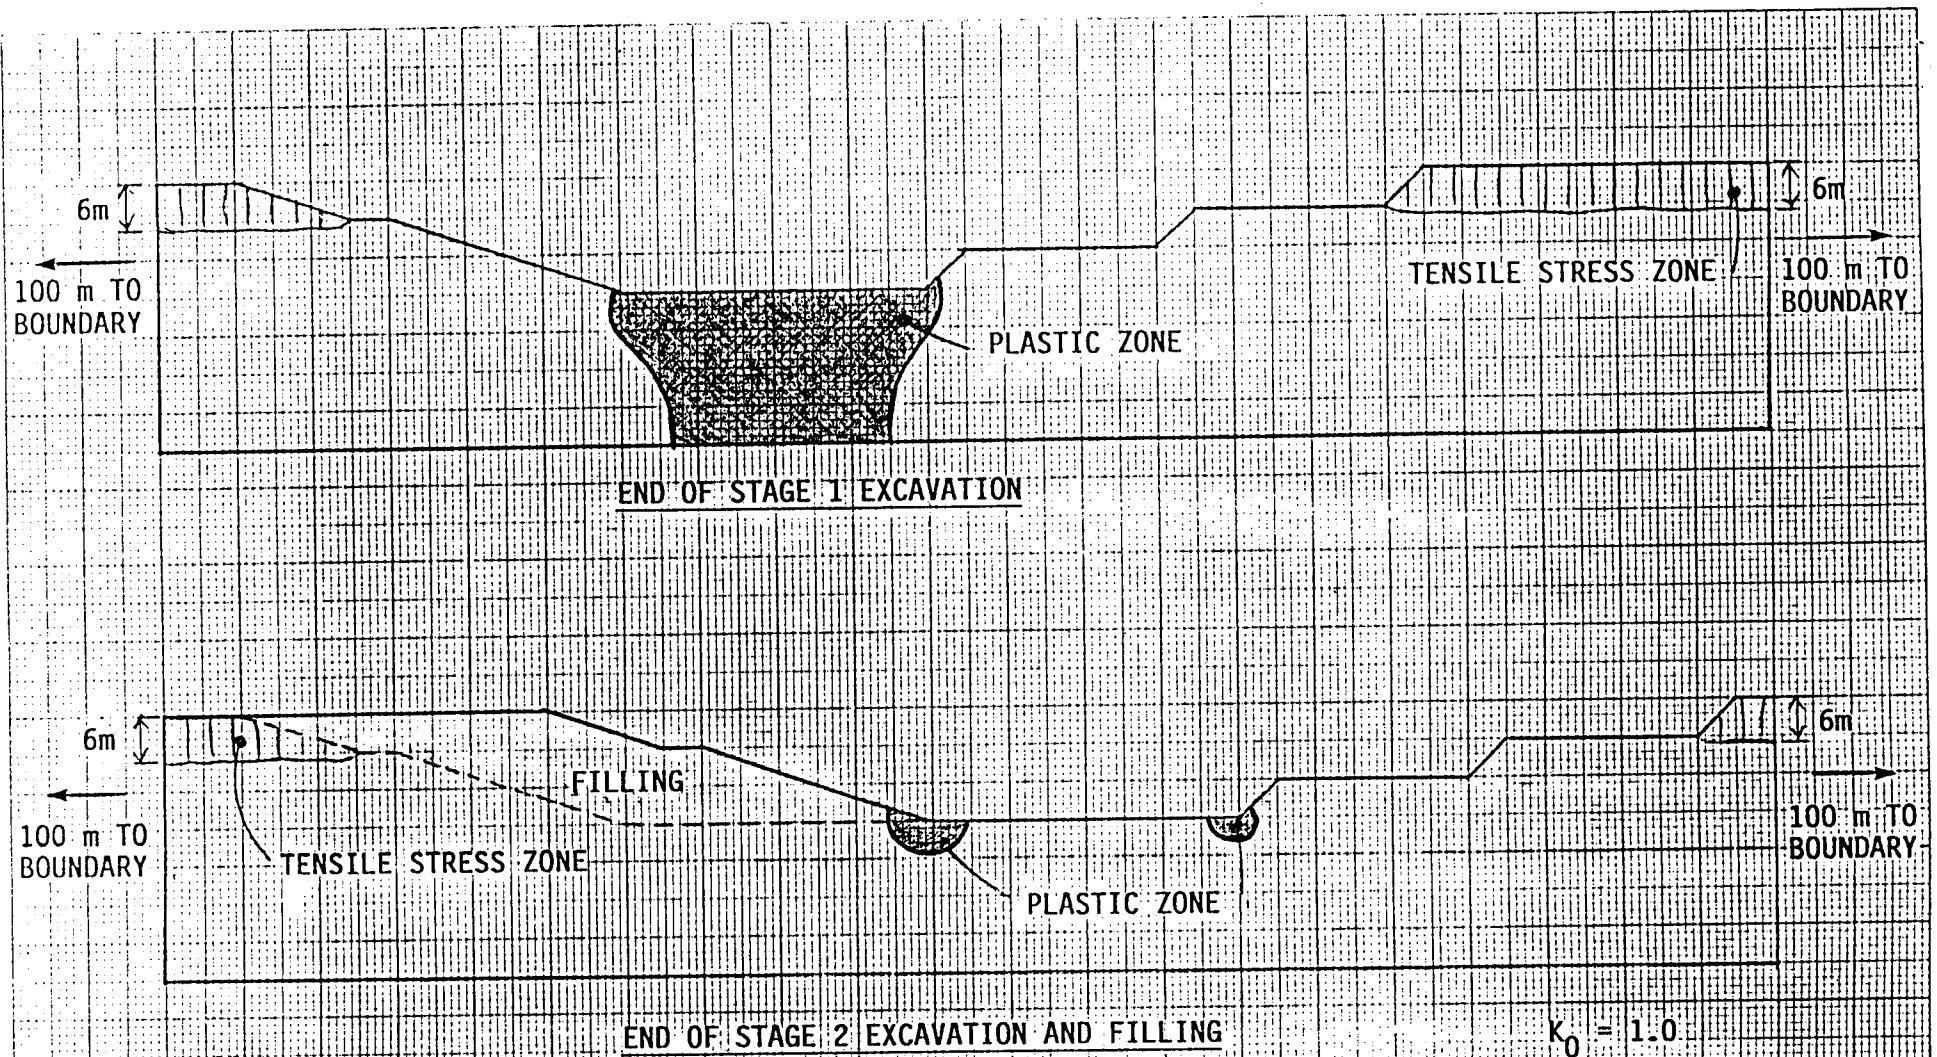 6m
6m
TENSILE STRESS ZONE
100 m TO
BOUNDARY
100 m TO
BOUNDARY
PLASTIC ZONE
END OF STAGE 1 EXCAVATION
6m
6m
FILLING
100 m TO
BOUNDARY
100 m TO
BOUNDARY
TENSILE STRESS ZONE
PLASTIC ZONE
END OF STAGE 2 EXCAVATION AND FILLING
K0 = 1.0